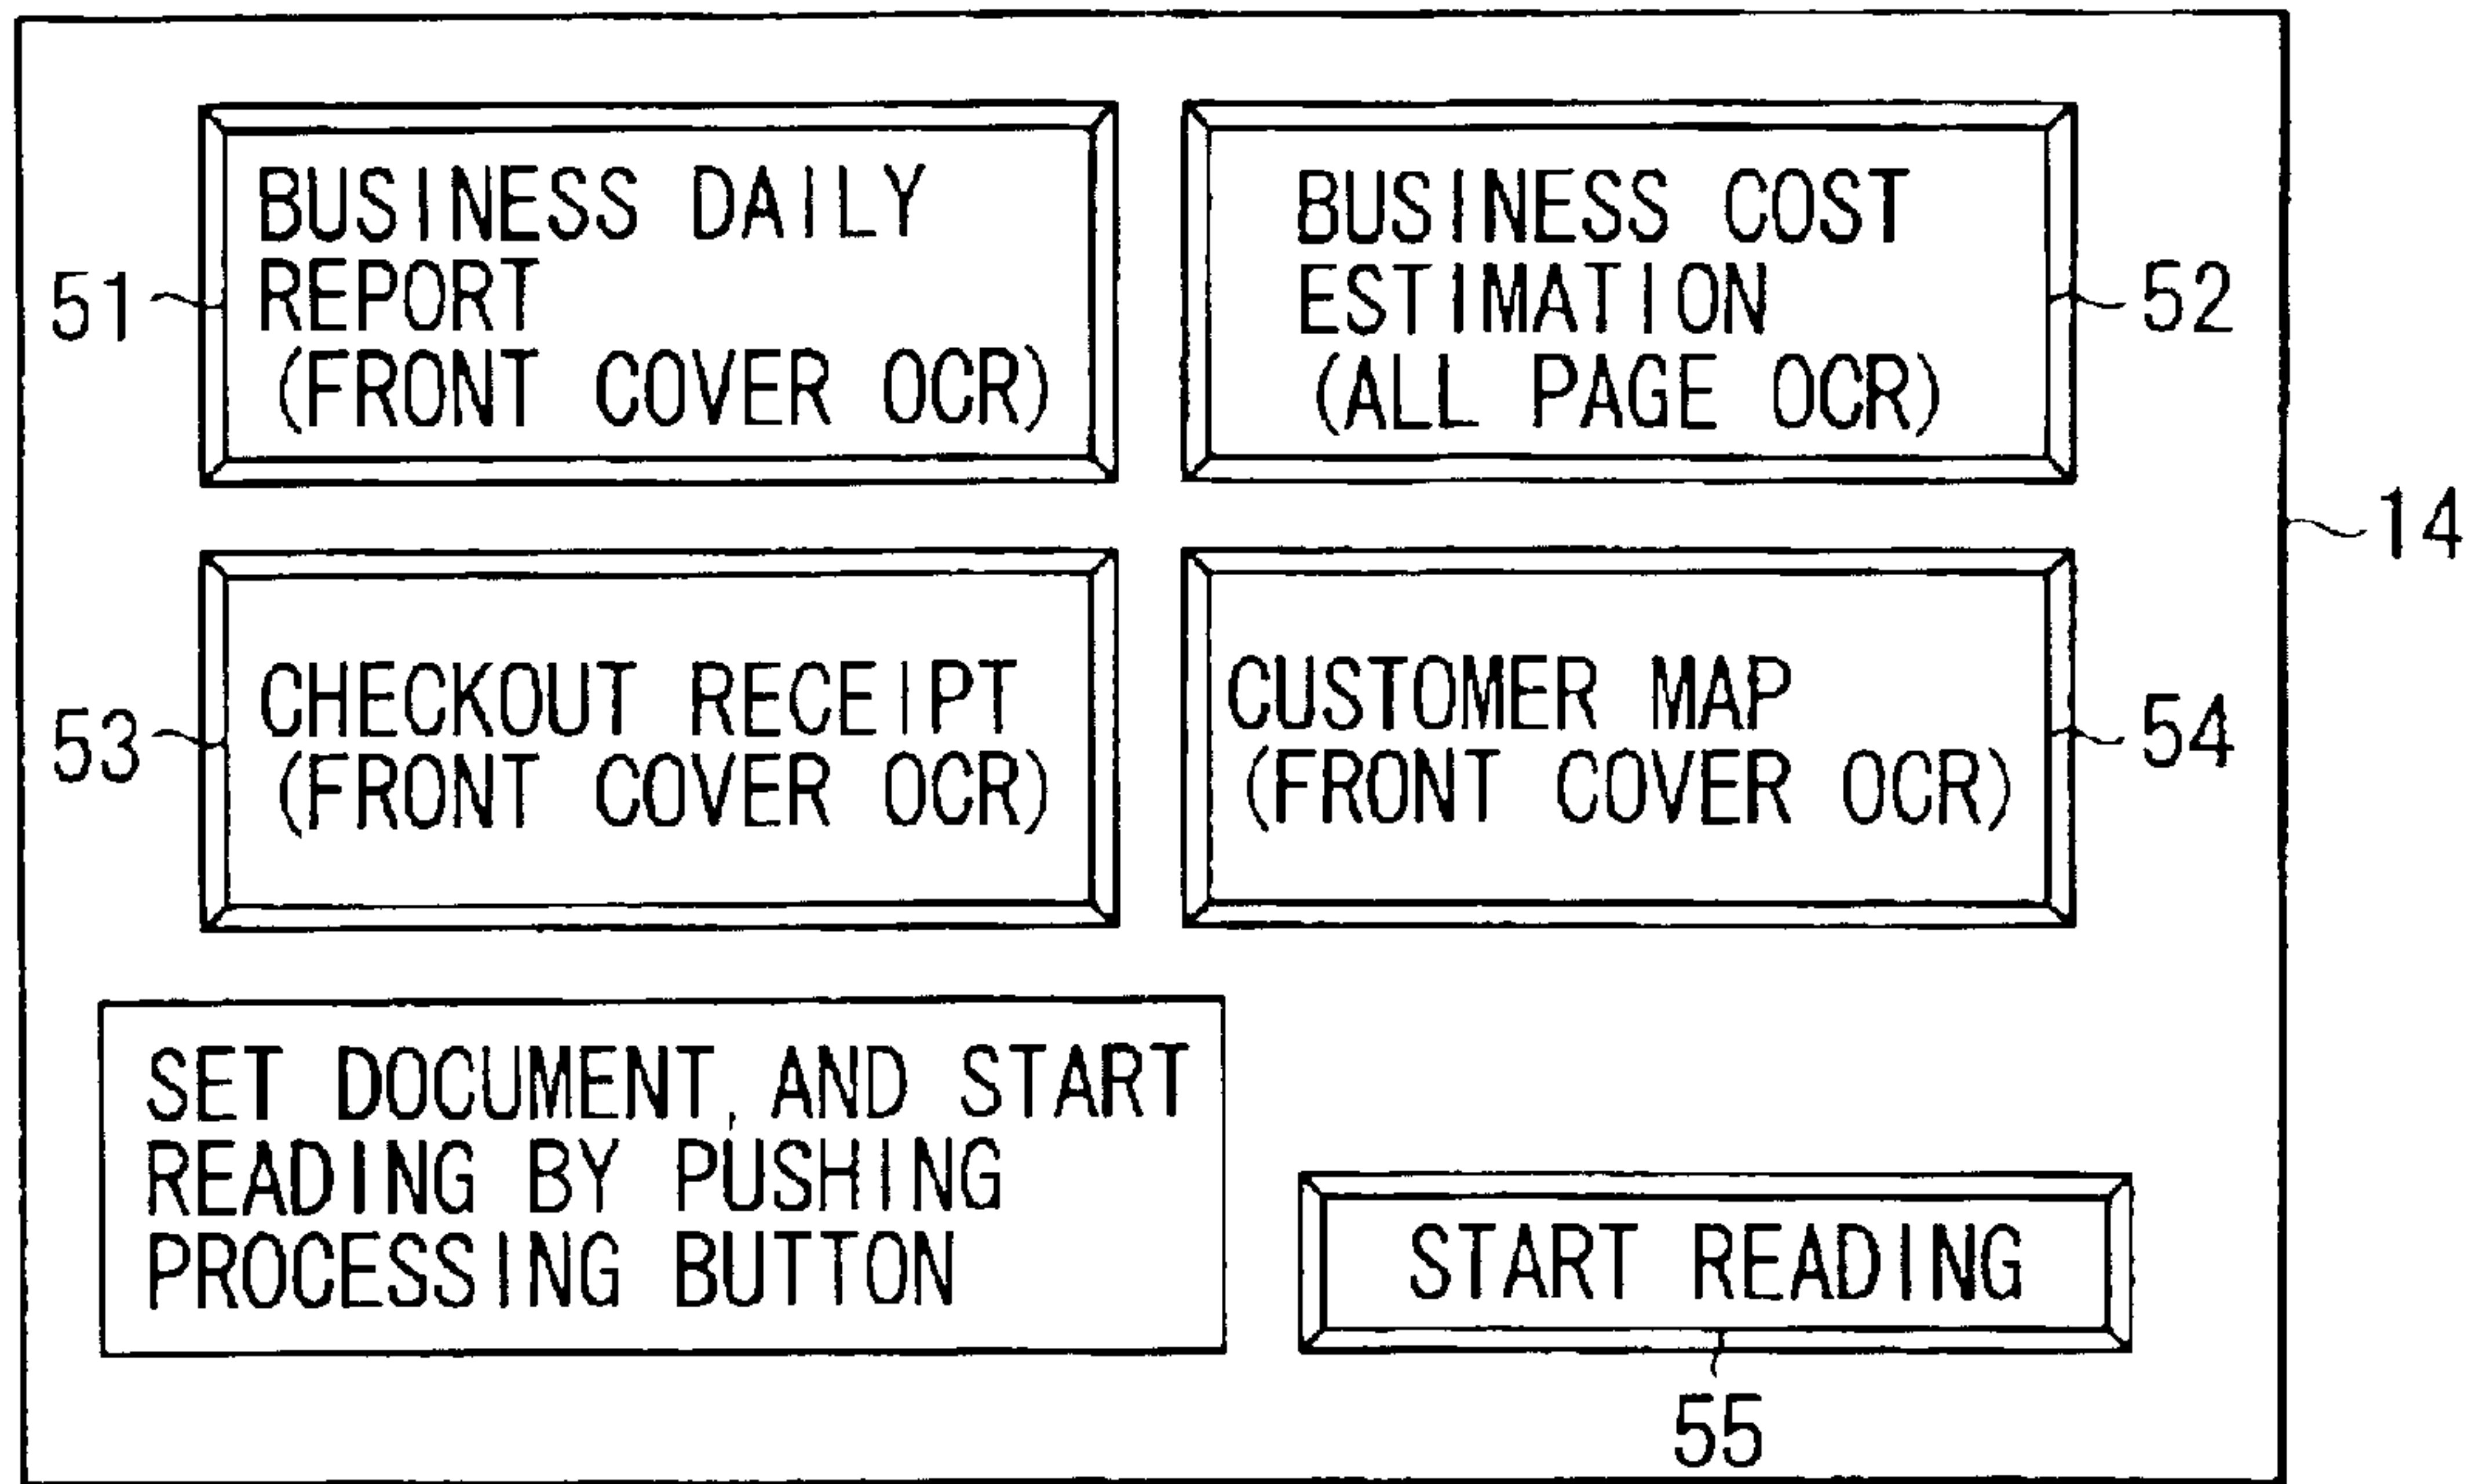 BUSINESS DAILY
REPORT
(FRONT COVER OCR)
51
BUSINESS COST
ESTIMATION
(ALL PAGE OCR)
52
14
CHECKOUT RECEIPT
(FRONT COVER OCR)
53
CUSTOMER MAP
(FRONT COVER OCR)
54
SET DOCUMENT, AND START
READING BY PUSHING
PROCESSING BUTTON
START READING
55